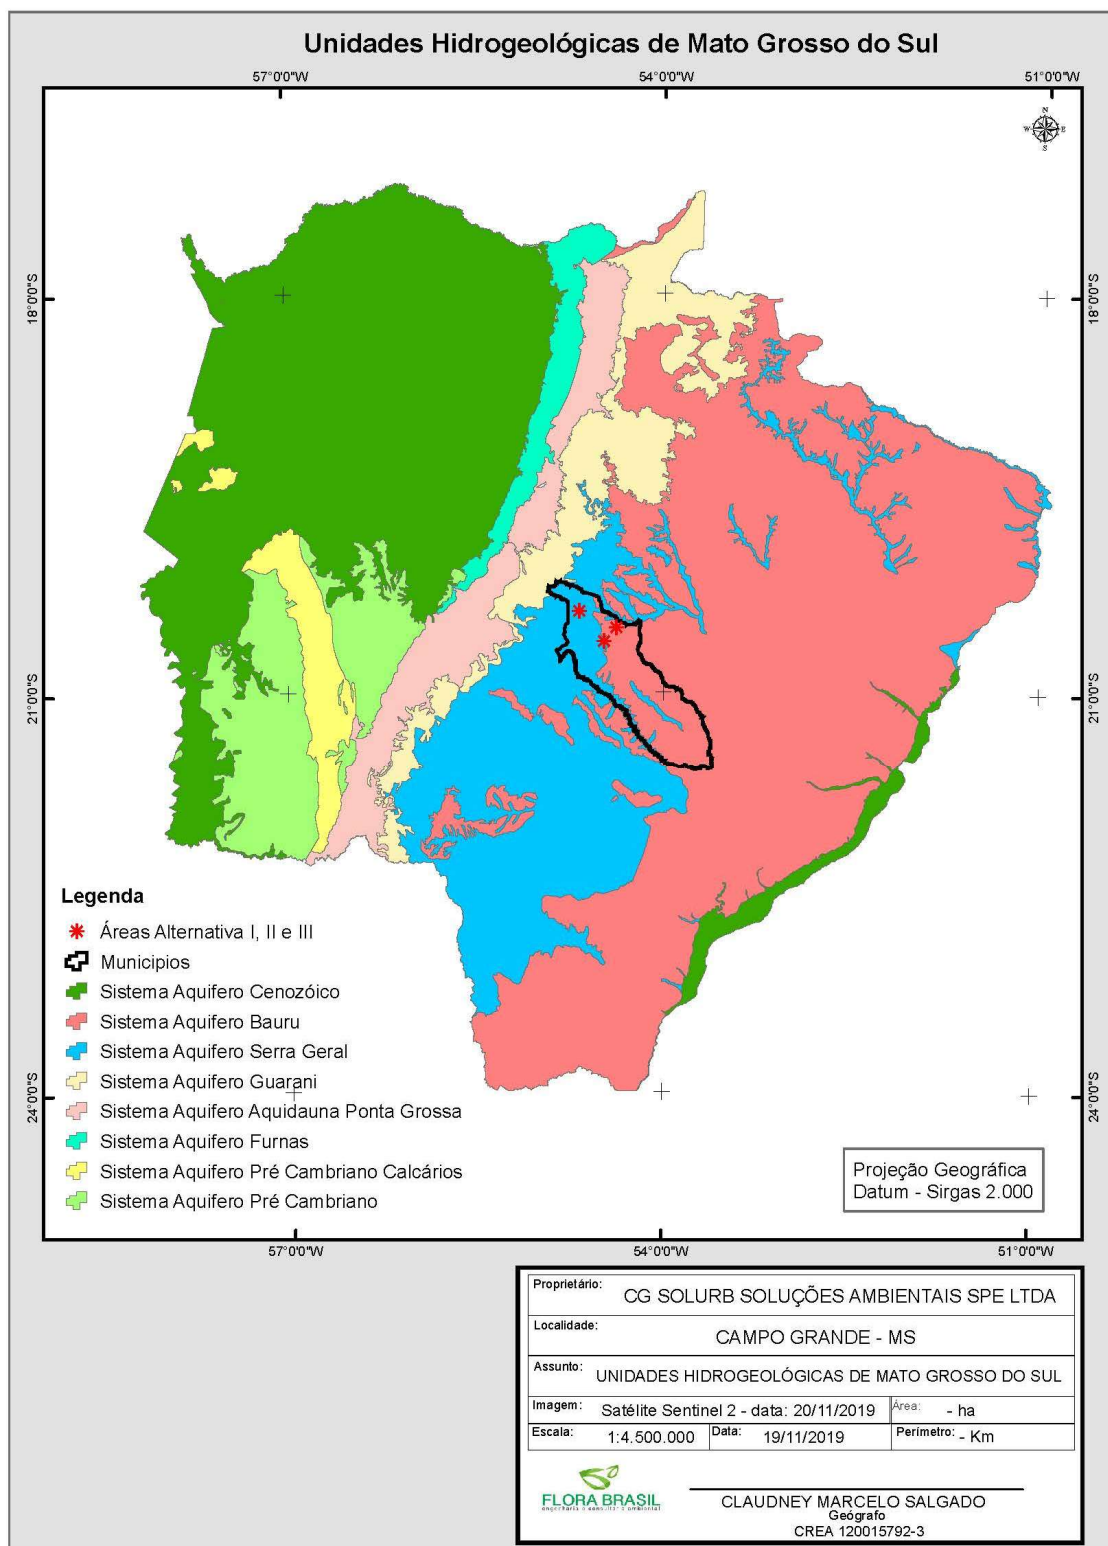 Unidades Hidrogeológicas de Mato Grosso do Sul
57°0'0"W 54°0'0"W 51°0'0"W
N
W E
S
18°0'0"S 18°0'0"S
21°0'0"S 21°0'0"S
Legenda
Áreas Alternativa I, II e III
Municipios
Sistema Aquifero Cenozóico
Sistema Aquifero Bauru
Sistema Aquifero Serra Geral
Sistema Aquifero Guarani
Sistema Aquifero Aquidauna Ponta Grossa
Sistema Aquifero Furnas
Sistema Aquifero Pré Cambriano Calcários
Sistema Aquifero Pré Cambriano
24°0'0"S 24°0'0"S
Projeção Geográfica
Datum - Sirgas 2.000
57°0'0"W 54°0'0"W 51°0'0"W
Proprietário: CG SOLURB SOLUÇÕES AMBIENTAIS SPE LTDA
Localidade: CAMPO GRANDE - MS
Assunto: UNIDADES HIDROGEOLÓGICAS DE MATO GROSSO DO SUL
Imagem: Satélite Sentinel 2 - data: 20/11/2019 Área: - ha
Escala: 1:4.500.000 Data: 19/11/2019 Perímetro: - Km
FLORA BRASIL
engenharia e consultoria ambiental
CLAUDNEY MARCELO SALGADO
Geógrafo
CREA 120015792-3